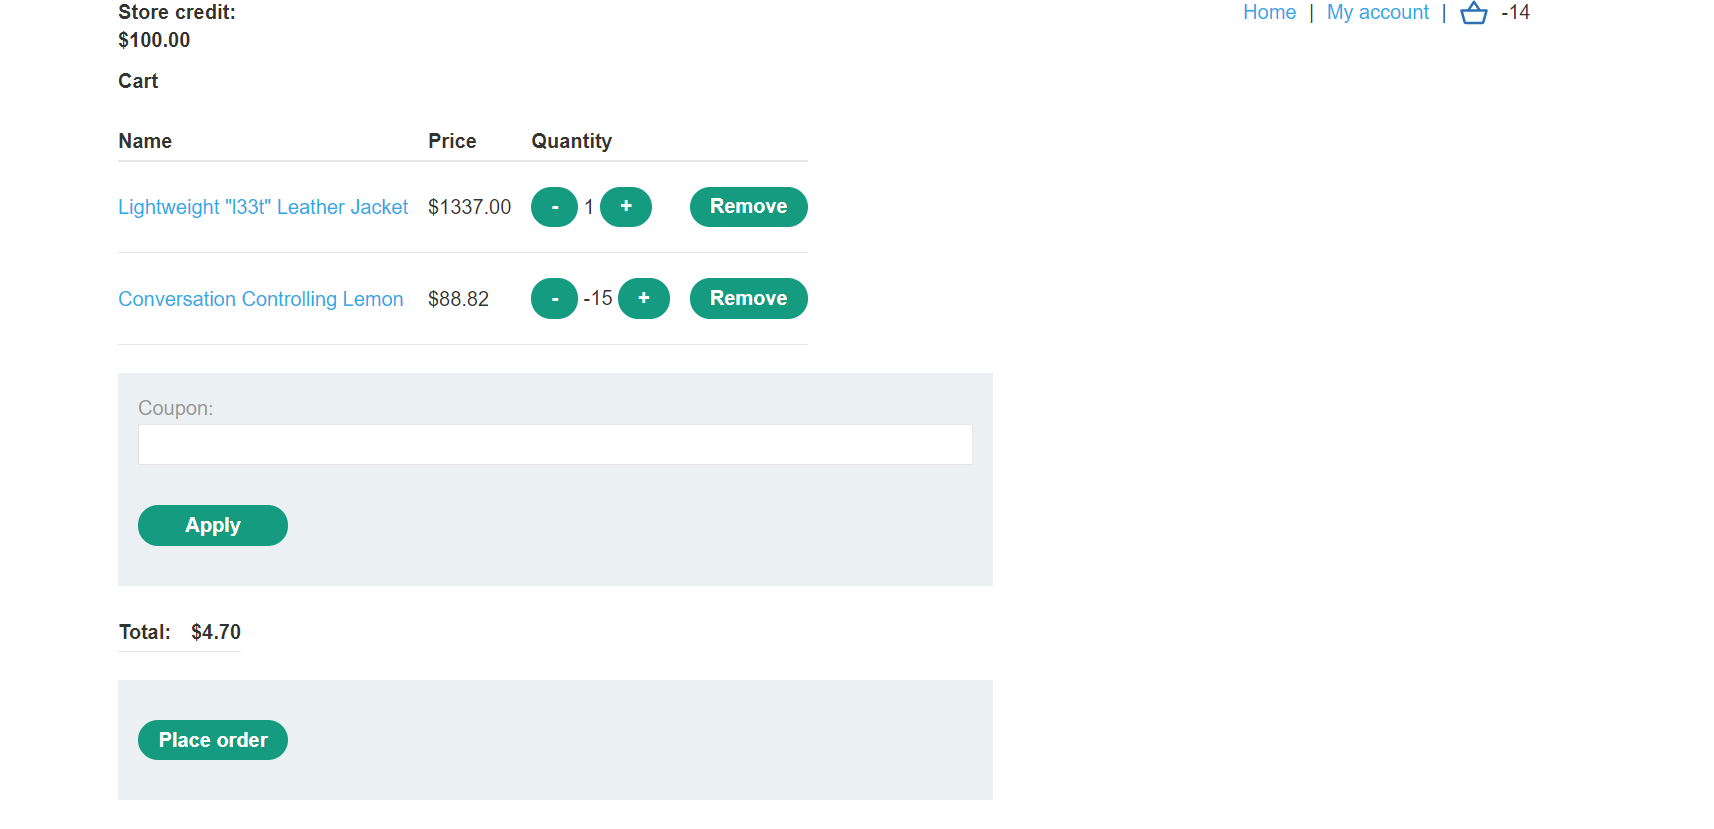 Store credit:
$100.00
Home | My account | -14
Cart
Name Price Quantity
Lightweight "l33t" Leather Jacket $1337.00 - 1 + Remove
Conversation Controlling Lemon $88.82 - -15 + Remove
Coupon:
Apply
Total: $4.70
Place order